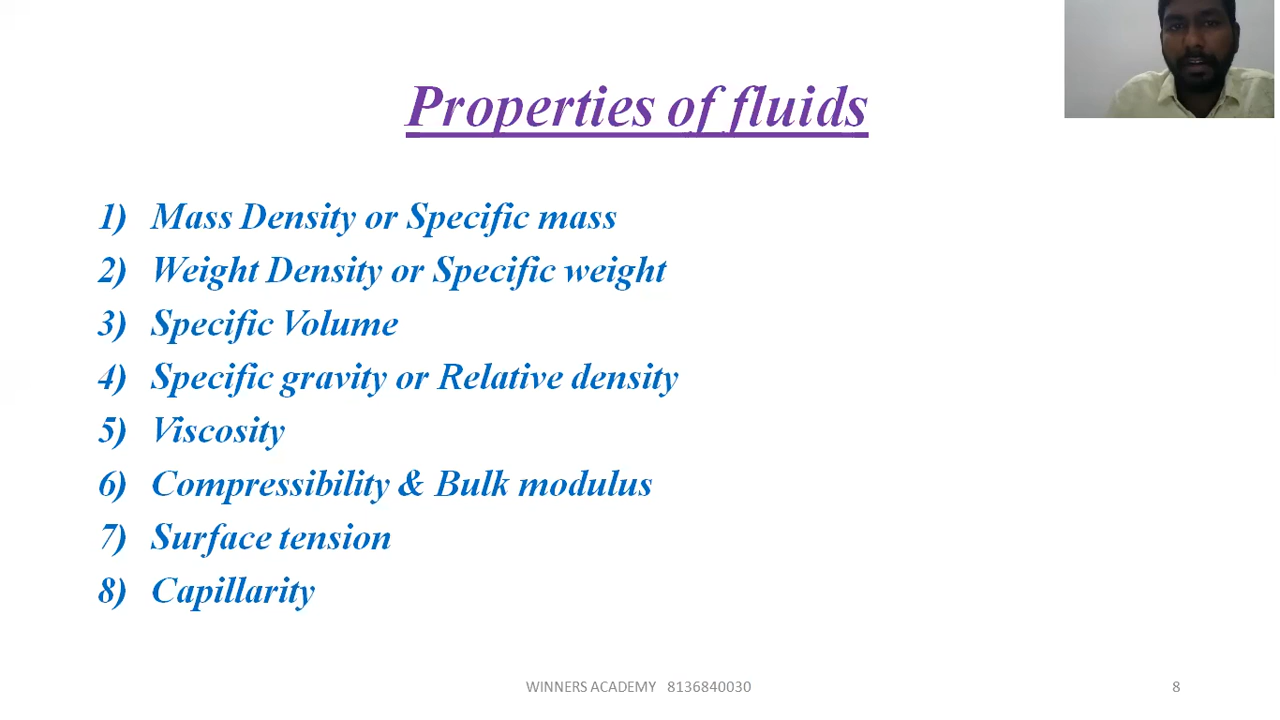 Properties of fluids
1) Mass Density or Specific mass
2) Weight Density or Specific weight
3) Specific Volume
4) Specific gravity or Relative density
5) Viscosity
6) Compressibility & Bulk modulus
7) Surface tension
8) Capillarity
WINNERS ACADEMY 8136840030
8